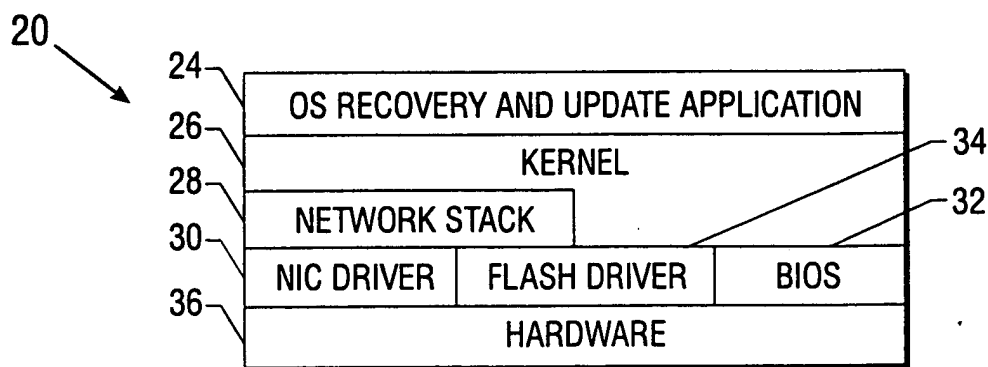 20
24 OS RECOVERY AND UPDATE APPLICATION
26 KERNEL 34
28 NETWORK STACK 32
30 NIC DRIVER FLASH DRIVER BIOS
36 HARDWARE